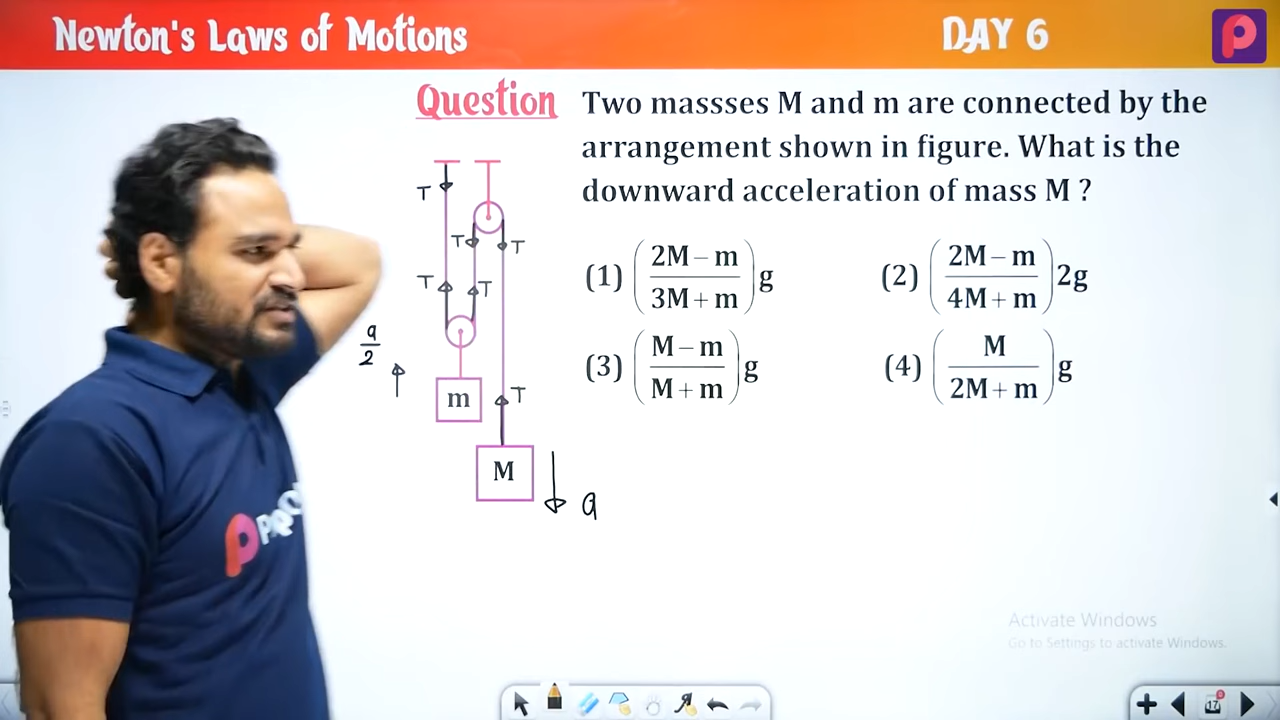 Newton's Laws of Motions
DAY 6
Question
Two massses M and m are connected by the
arrangement shown in figure. What is the
downward acceleration of mass M ?
(1) (2M – m / 3M + m) g
(2) (2M – m / 4M + m) 2g
(3) (M – m / M + m) g
(4) (M / 2M + m) g
T
T
T
T
T
a/2
m
T
M
a
Activate Windows
Go to Settings to activate Windows.
17